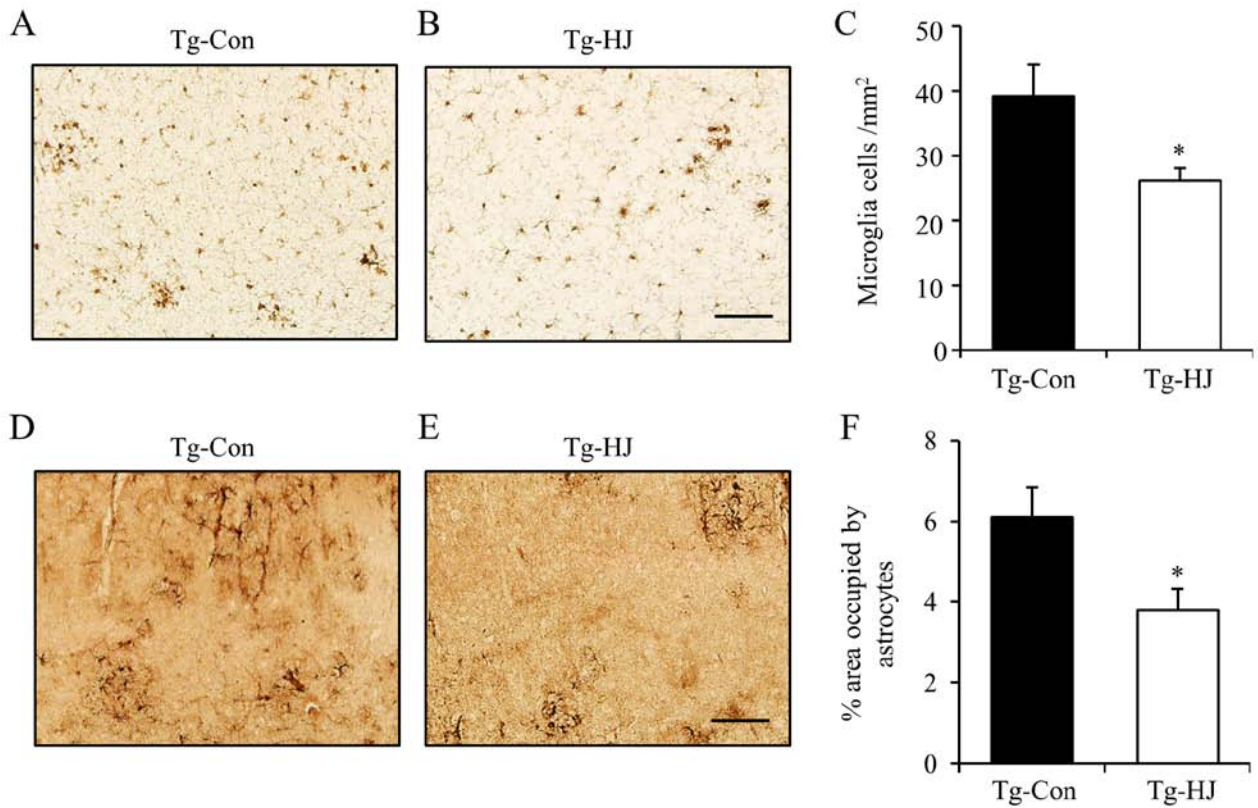 A
Tg-Con
B
Tg-HJ
C
Microglia cells /mm²
50
40
30
20
10
0
*
Tg-Con
Tg-HJ
D
Tg-Con
E
Tg-HJ
F
% area occupied by
astrocytes
8
6
4
2
0
*
Tg-Con
Tg-HJ